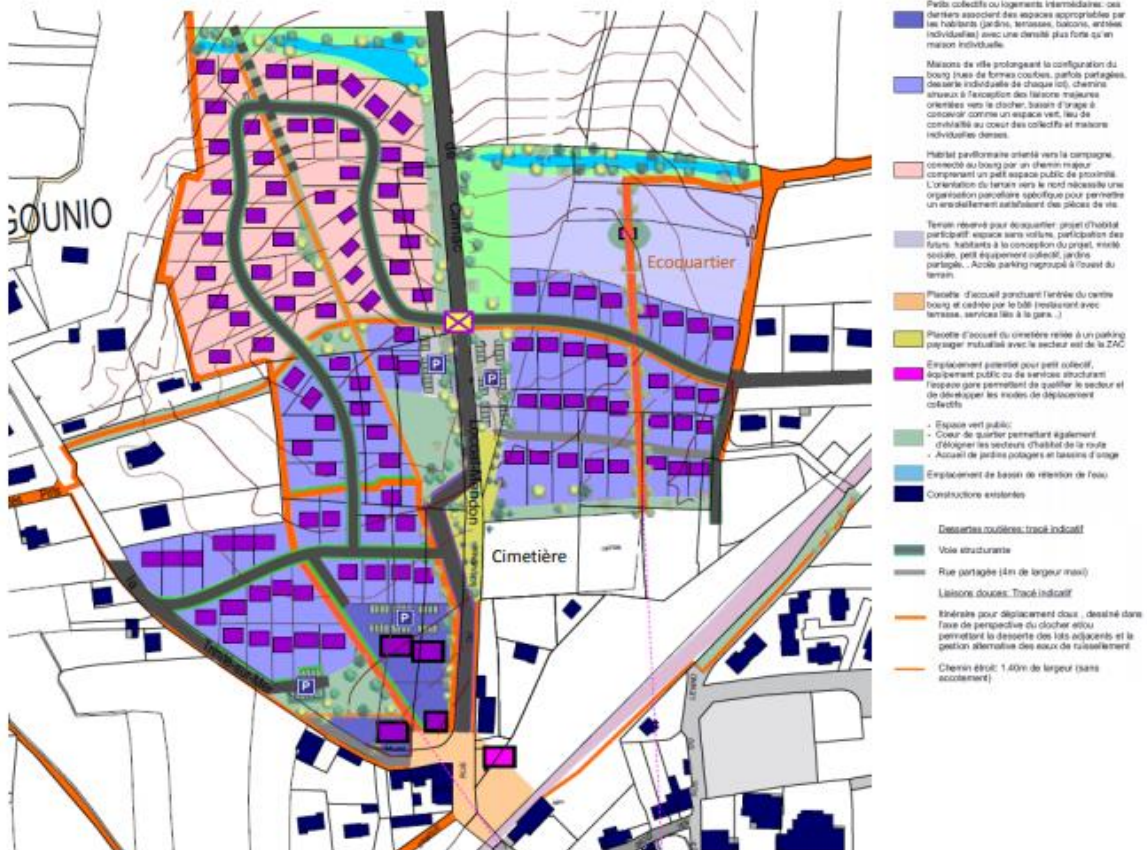 GOUNIO
Ecoquartier
Cimetière
P
P
P
P
RUE
Petits collectifs ou logements intermédiaires: ces
derniers associent des espaces appropriables par
les habitants (jardins, terrasses, balcons, entrées
individuelles) avec une densité plus forte qu'en
maison individuelle.
Maisons de ville prolongeant la configuration du
bourg (rues de formes courbes, parfois partagées,
desserte individuelle de chaque lot), chemins
sinueux à l'exception des liaisons majeures
orientées vers le clocher, bassin d'orage à
concevoir comme un espace vert, lieu de
convivialité au coeur des collectifs et maisons
individuelles denses.
Habitat pavillonnaire orienté vers la campagne,
connecté au bourg par un chemin majeur
comprenant un petit espace public de proximité.
L'orientation du terrain vers le nord nécessite une
organisation parcellaire spécifique pour permettre
un ensoleillement satisfaisant des pièces de vie.
Terrain réservé pour écoquartier: projet d'habitat
participatif: espace sans voiture, participation des
futurs habitants à la conception du projet, mixité
sociale, petit équipement collectif, jardins
partagés... Accès parking regroupé à l'ouest du
terrain.
Placette d'accueil ponctuant l'entrée du centre
bourg et cadrée par le bâti (restaurant avec
terrasse, services liés à la gare...)
Placette d'accueil du cimetière reliée à un parking
paysager mutualisé avec le secteur est de la ZAC
Emplacement potentiel pour petit collectif,
équipement public ou de services structurant
l'espace gare permettant de qualifier le secteur et
de développer les modes de déplacement
collectifs
- Espace vert public:
- Coeur de quartier permettant également
d'éloigner les secteurs d'habitat de la route
- Accueil de jardins potagers et bassins d'orage
Emplacement de bassin de rétention de l'eau
Constructions existantes
Dessertes routières: tracé indicatif
Voie structurante
Rue partagée (4m de largeur maxi)
Liaisons douces: Tracé indicatif
Itinéraire pour déplacement doux , dessiné dans
l'axe de perspective du clocher et/ou
permettant la desserte des lots adjacents et la
gestion alternative des eaux de ruissellement
Chemin étroit: 1.40m de largeur (sans
accotement)